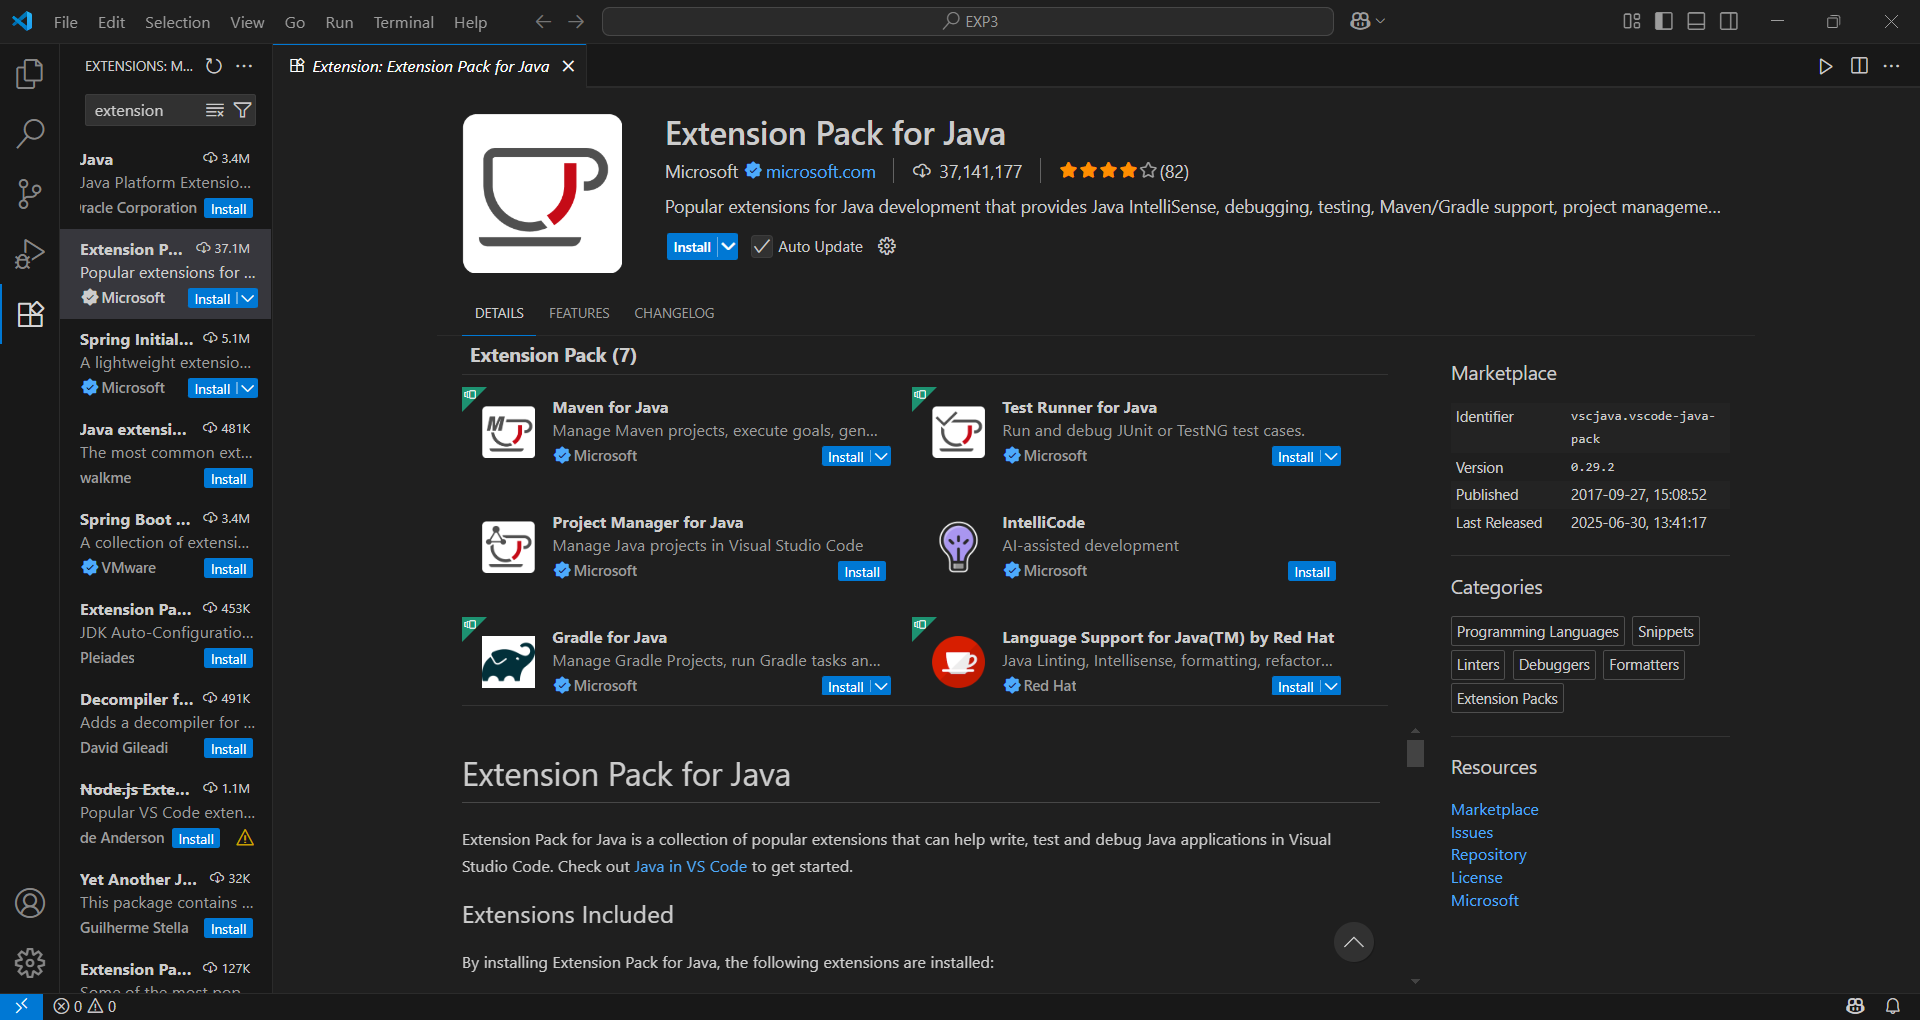 File Edit Selection View Go Run Terminal Help
EXP3
EXTENSIONS: M...
extension
Java 3.4M
Java Platform Extensio...
racle Corporation Install
Extension P... 37.1M
Popular extensions for ...
Microsoft Install
Spring Initial... 5.1M
A lightweight extensio...
Microsoft Install
Java extensi... 481K
The most common ext...
walkme Install
Spring Boot ... 3.4M
A collection of extensi...
VMware Install
Extension Pa... 453K
JDK Auto-Configuratio...
Pleiades Install
Decompiler f... 491K
Adds a decompiler for ...
David Gileadi Install
Node.js Exte... 1.1M
Popular VS Code exten...
de Anderson Install
Yet Another J... 32K
This package contains ...
Guilherme Stella Install
Extension Pa... 127K
Some of the most pop
Extension: Extension Pack for Java
Extension Pack for Java
Microsoft microsoft.com 37,141,177 (82)
Popular extensions for Java development that provides Java IntelliSense, debugging, testing, Maven/Gradle support, project manageme...
Install Auto Update
DETAILS FEATURES CHANGELOG
Extension Pack (7)
Maven for Java
Manage Maven projects, execute goals, gen...
Microsoft Install
Test Runner for Java
Run and debug JUnit or TestNG test cases.
Microsoft Install
Project Manager for Java
Manage Java projects in Visual Studio Code
Microsoft Install
IntelliCode
AI-assisted development
Microsoft Install
Gradle for Java
Manage Gradle Projects, run Gradle tasks an...
Microsoft Install
Language Support for Java(TM) by Red Hat
Java Linting, Intellisense, formatting, refactor...
Red Hat Install
Extension Pack for Java
Extension Pack for Java is a collection of popular extensions that can help write, test and debug Java applications in Visual
Studio Code. Check out Java in VS Code to get started.
Extensions Included
By installing Extension Pack for Java, the following extensions are installed:
Marketplace
Identifier vscjava.vscode-java-
pack
Version 0.29.2
Published 2017-09-27, 15:08:52
Last Released 2025-06-30, 13:41:17
Categories
Programming Languages Snippets
Linters Debuggers Formatters
Extension Packs
Resources
Marketplace
Issues
Repository
License
Microsoft
0 0